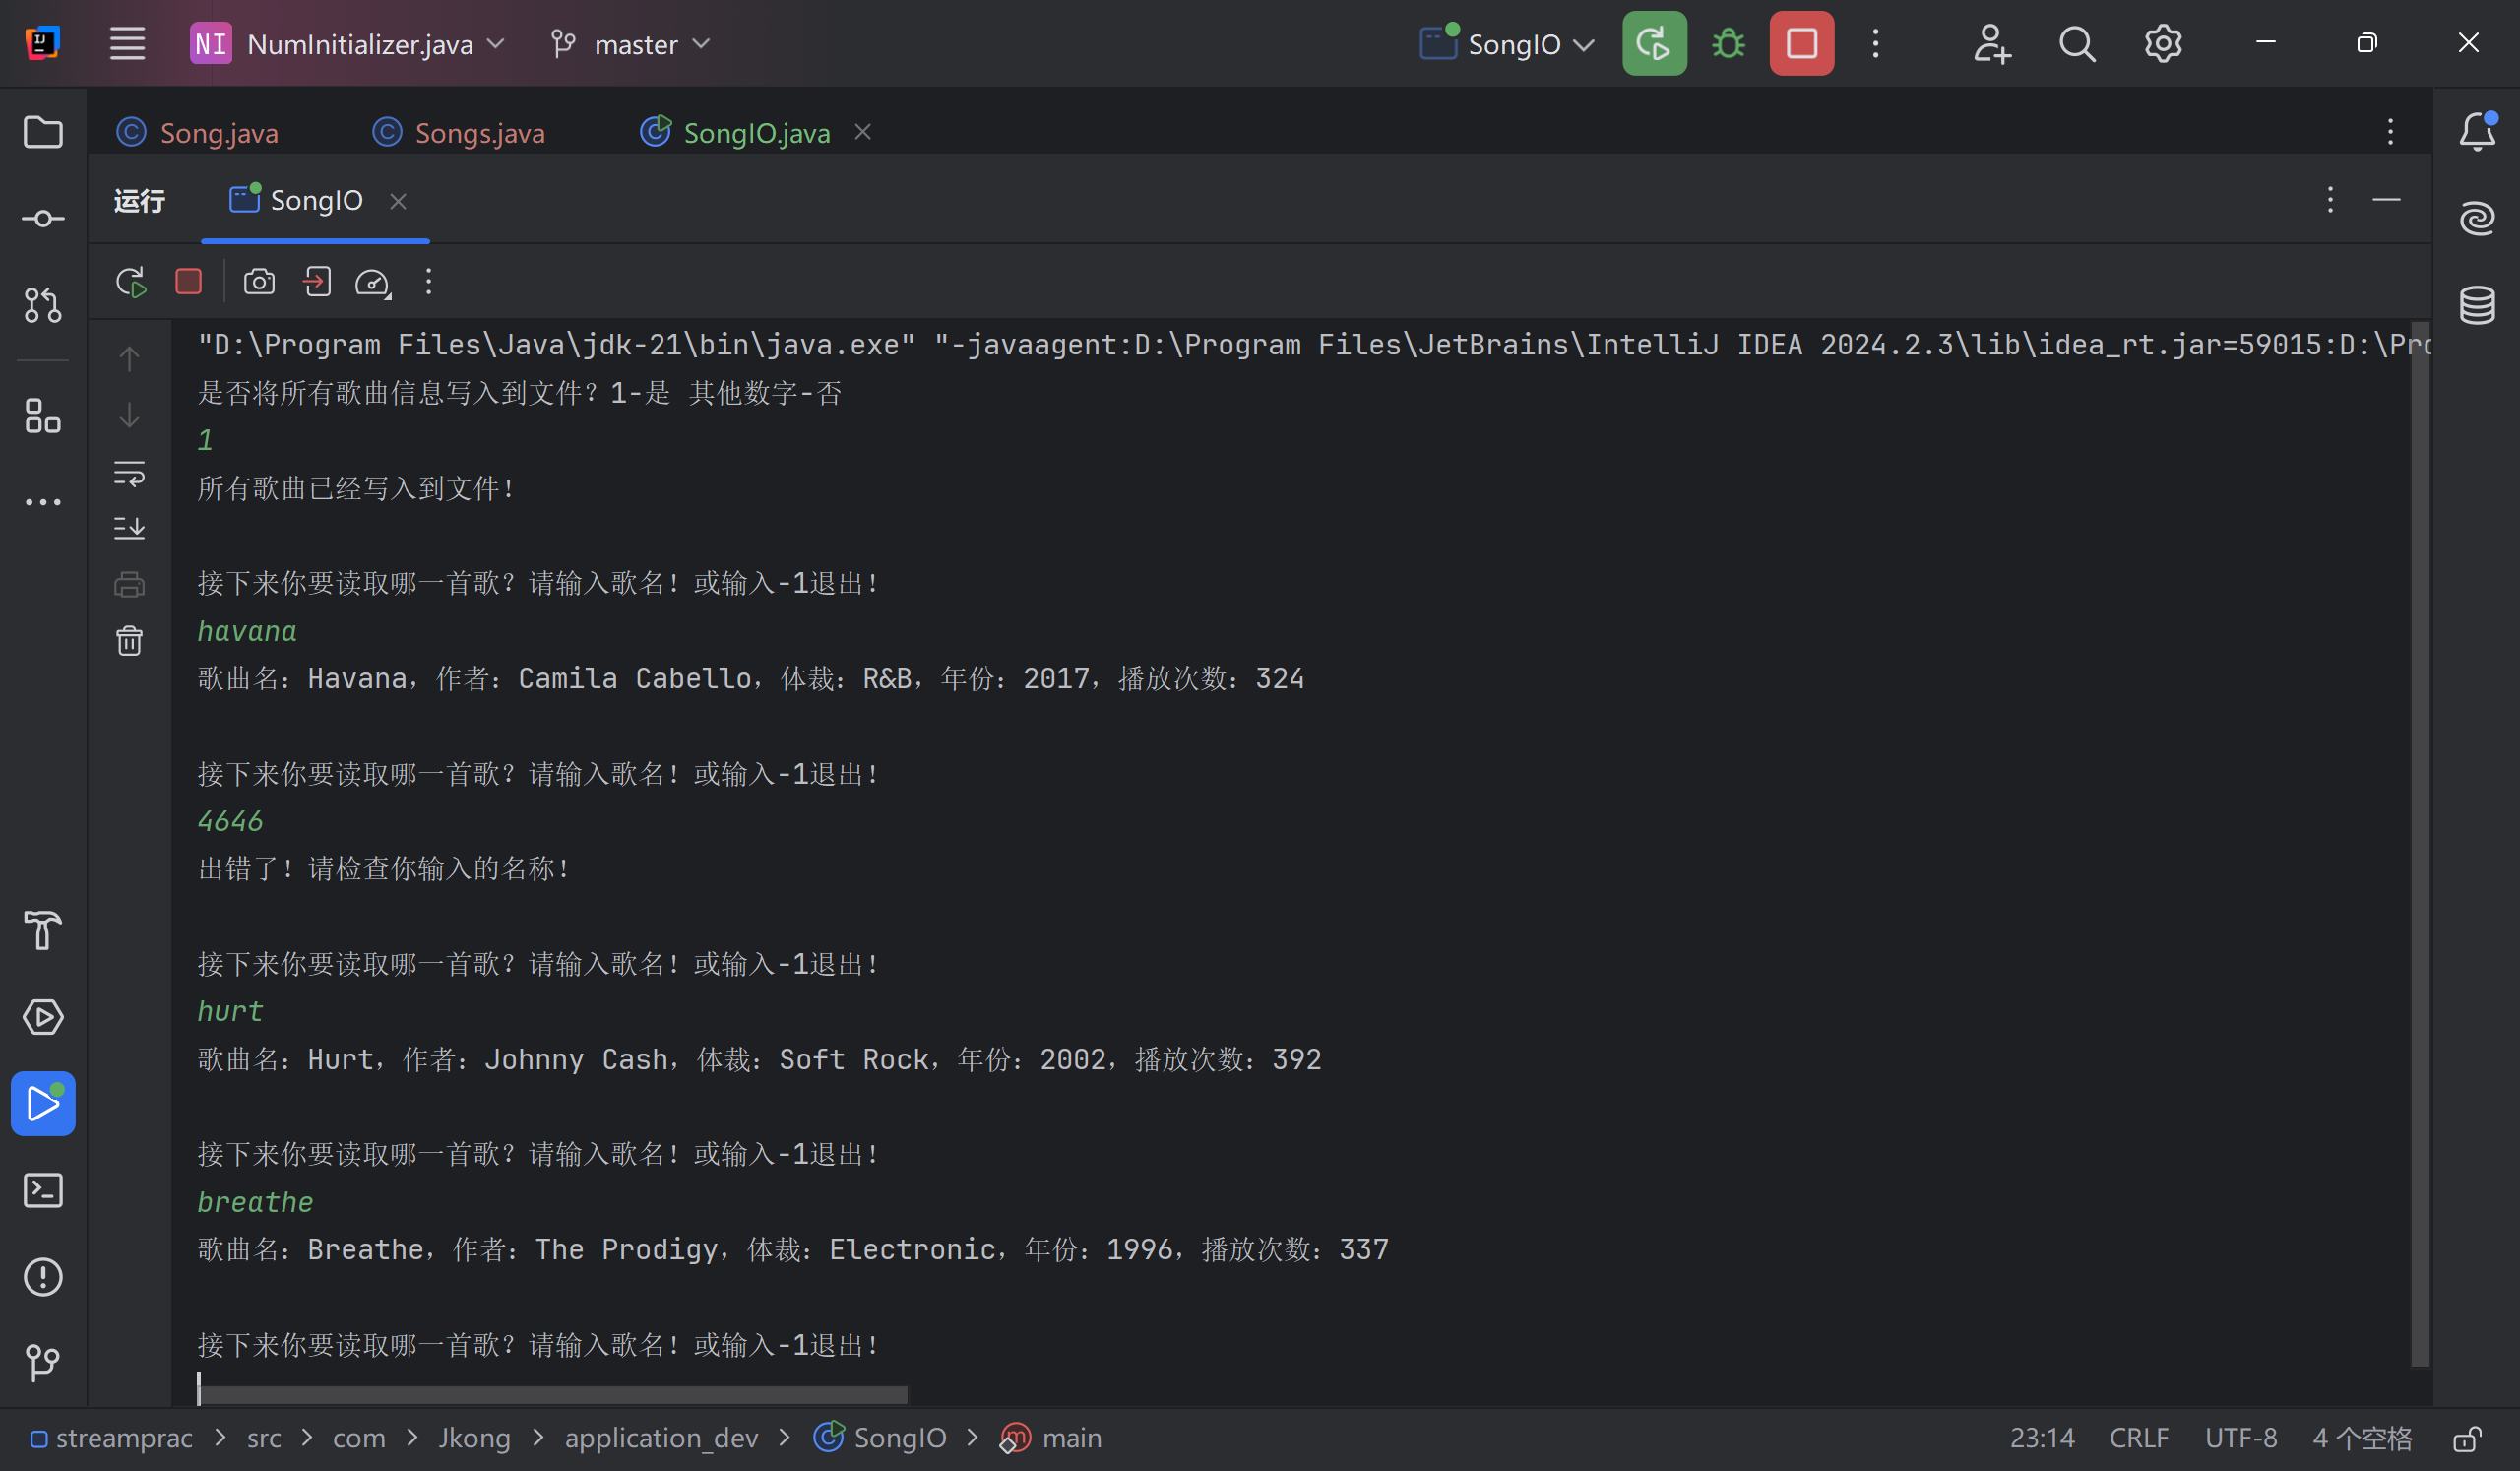 NI NumInitializer.java master SongIO
Song.java Songs.java SongIO.java
运行 SongIO
"D:\Program Files\Java\jdk-21\bin\java.exe" "-javaagent:D:\Program Files\JetBrains\IntelliJ IDEA 2024.2.3\lib\idea_rt.jar=59015:D:\Pro
是否将所有歌曲信息写入到文件？1-是 其他数字-否
1
所有歌曲已经写入到文件！
接下来你要读取哪一首歌？请输入歌名！或输入-1退出！
havana
歌曲名：Havana，作者：Camila Cabello，体裁：R&B，年份：2017，播放次数：324
接下来你要读取哪一首歌？请输入歌名！或输入-1退出！
4646
出错了！请检查你输入的名称！
接下来你要读取哪一首歌？请输入歌名！或输入-1退出！
hurt
歌曲名：Hurt，作者：Johnny Cash，体裁：Soft Rock，年份：2002，播放次数：392
接下来你要读取哪一首歌？请输入歌名！或输入-1退出！
breathe
歌曲名：Breathe，作者：The Prodigy，体裁：Electronic，年份：1996，播放次数：337
接下来你要读取哪一首歌？请输入歌名！或输入-1退出！
streamprac > src > com > Jkong > application_dev > SongIO > main 23:14 CRLF UTF-8 4 个空格